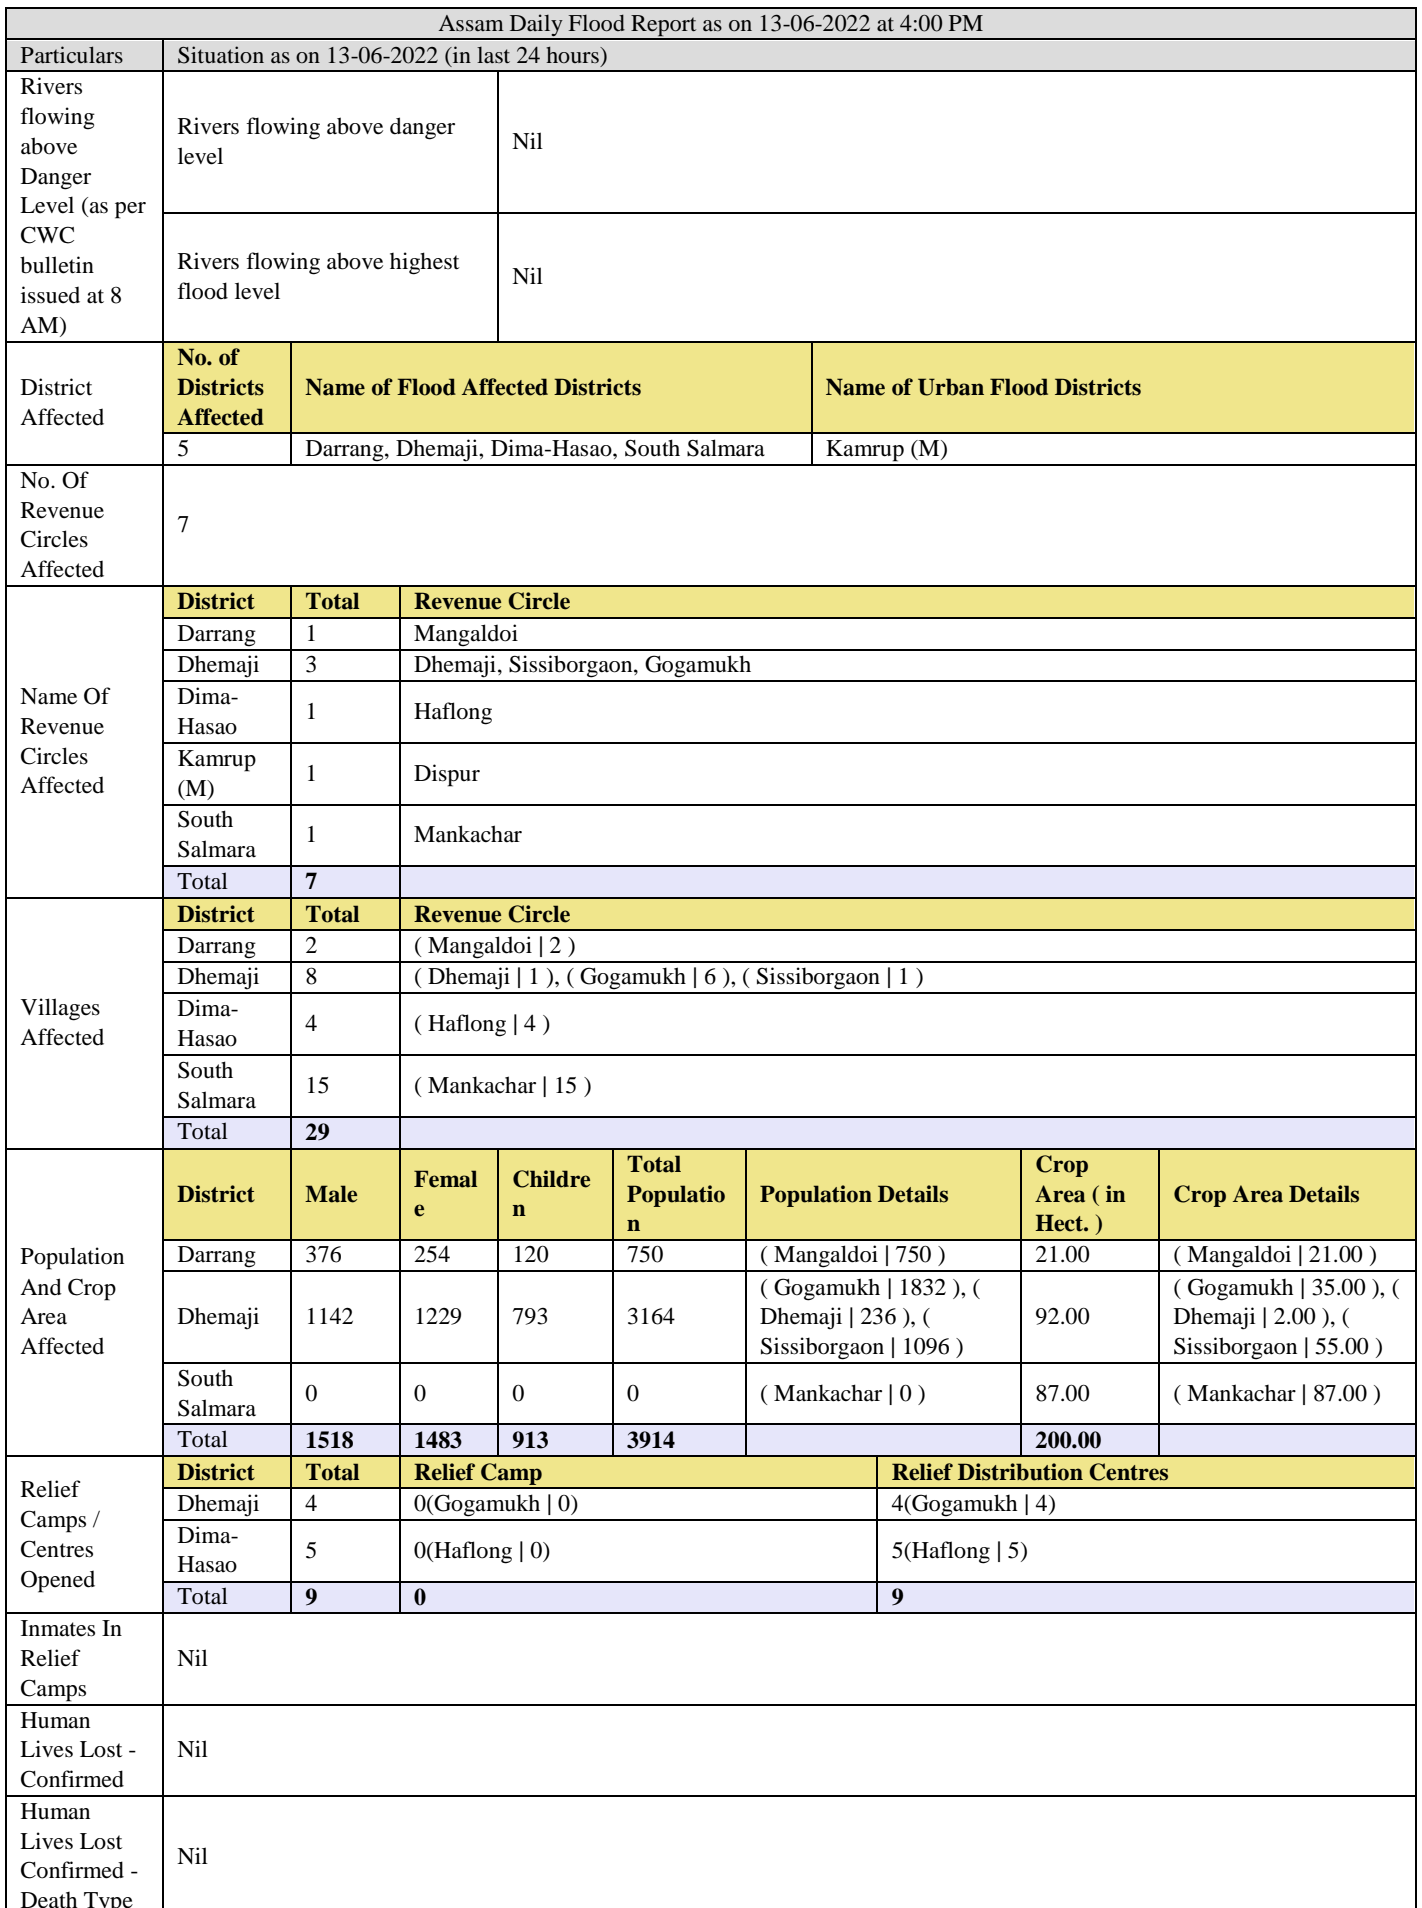 Assam Daily Flood Report as on 13-06-2022 at 4:00 PM
Particulars
Situation as on 13-06-2022 (in last 24 hours)
Rivers
flowing
above
Danger
Level (as per
CWC
bulletin
issued at 8
AM)
Rivers flowing above danger
level
Nil
Rivers flowing above highest
flood level
Nil
District
Affected
No. of
Districts
Affected
Name of Flood Affected Districts
Name of Urban Flood Districts
5
Darrang, Dhemaji, Dima-Hasao, South Salmara
Kamrup (M)
No. Of
Revenue
Circles
Affected
7
Name Of
Revenue
Circles
Affected
District
Total
Revenue Circle
Darrang
1
Mangaldoi
Dhemaji
3
Dhemaji, Sissiborgaon, Gogamukh
Dima-
Hasao
1
Haflong
Kamrup
(M)
1
Dispur
South
Salmara
1
Mankachar
Total
7
Villages
Affected
District
Total
Revenue Circle
Darrang
2
( Mangaldoi | 2 )
Dhemaji
8
( Dhemaji | 1 ), ( Gogamukh | 6 ), ( Sissiborgaon | 1 )
Dima-
Hasao
4
( Haflong | 4 )
South
Salmara
15
( Mankachar | 15 )
Total
29
Population
And Crop
Area
Affected
District
Male
Femal
e
Childre
n
Total
Populatio
n
Population Details
Crop
Area ( in
Hect. )
Crop Area Details
Darrang
376
254
120
750
( Mangaldoi | 750 )
21.00
( Mangaldoi | 21.00 )
Dhemaji
1142
1229
793
3164
( Gogamukh | 1832 ), (
Dhemaji | 236 ), (
Sissiborgaon | 1096 )
92.00
( Gogamukh | 35.00 ), (
Dhemaji | 2.00 ), (
Sissiborgaon | 55.00 )
South
Salmara
0
0
0
0
( Mankachar | 0 )
87.00
( Mankachar | 87.00 )
Total
1518
1483
913
3914
200.00
Relief
Camps /
Centres
Opened
District
Total
Relief Camp
Relief Distribution Centres
Dhemaji
4
0(Gogamukh | 0)
4(Gogamukh | 4)
Dima-
Hasao
5
0(Haflong | 0)
5(Haflong | 5)
Total
9
0
9
Inmates In
Relief
Camps
Nil
Human
Lives Lost -
Confirmed
Nil
Human
Lives Lost
Confirmed -
Death Type
Nil